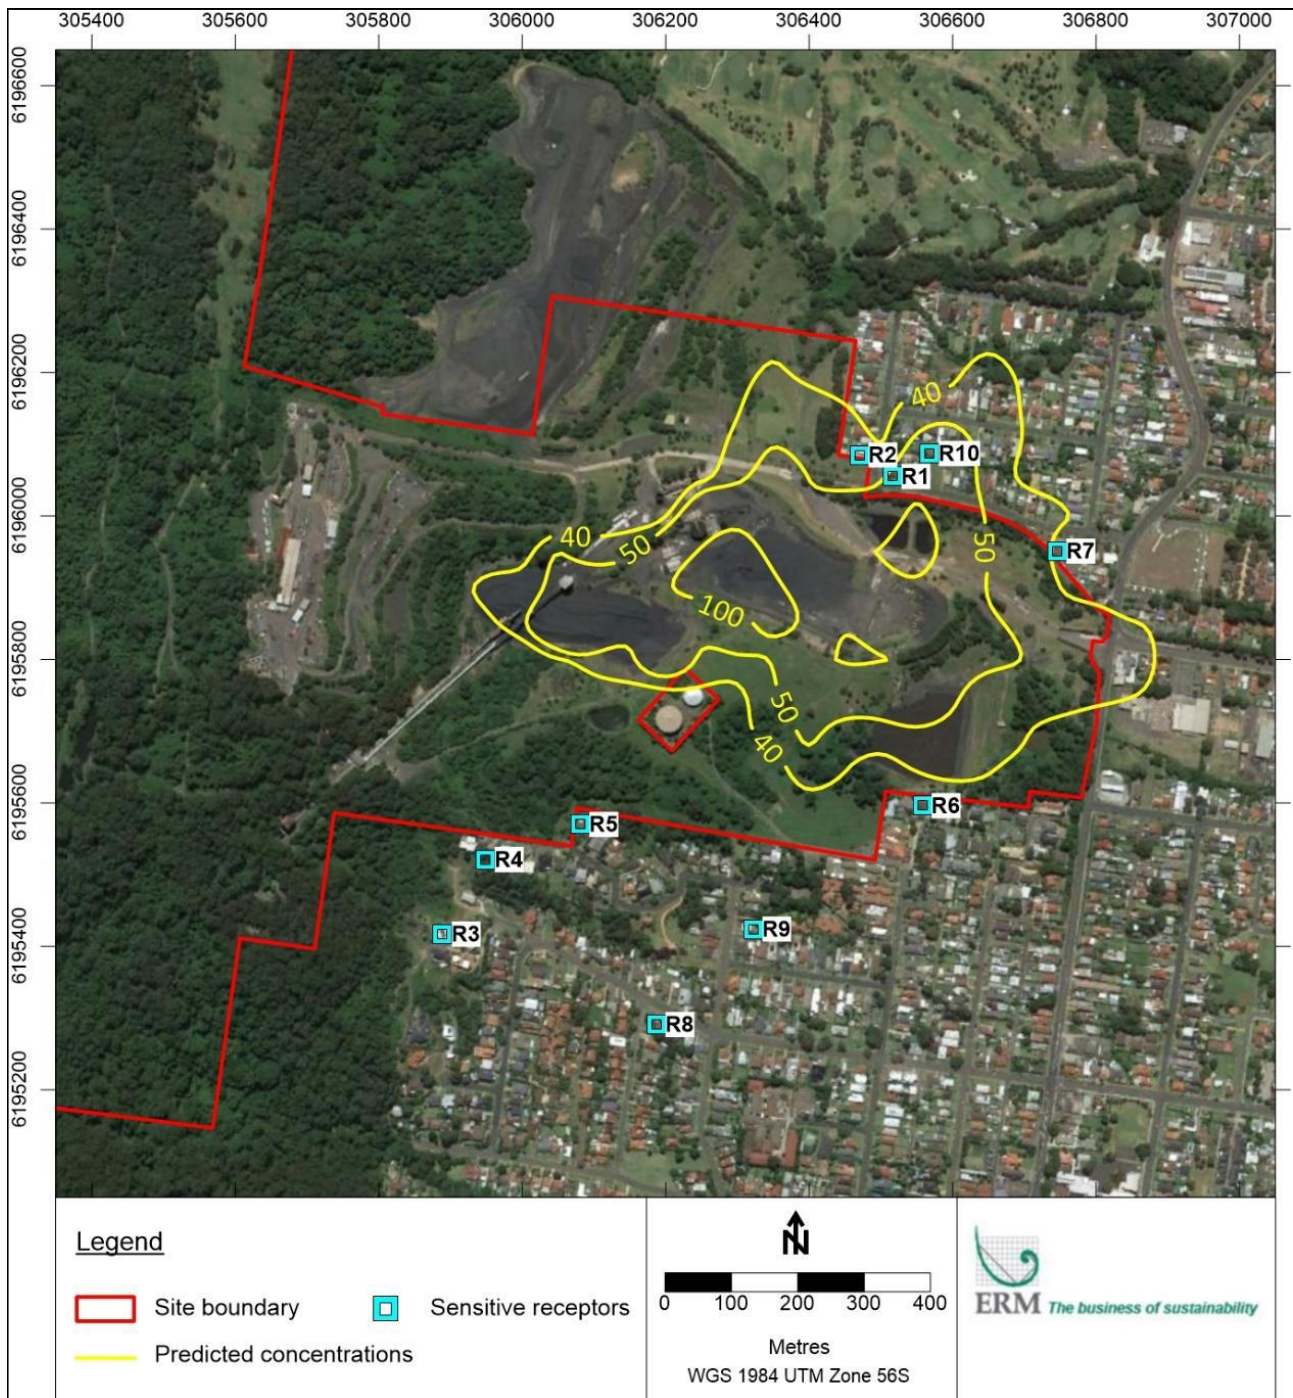 305400 305600 305800 306000 306200 306400 306600 306800 307000
6196600
6196400
6196200
6196000
6195800
6195600
6195400
6195200
40
R2
R10
R1
40
50
50
R7
100
50
40
R6
R5
R4
R3
R9
R8
Legend
Site boundary
Sensitive receptors
Predicted concentrations
N
0 100 200 300 400
Metres
WGS 1984 UTM Zone 56S
ERM The business of sustainability